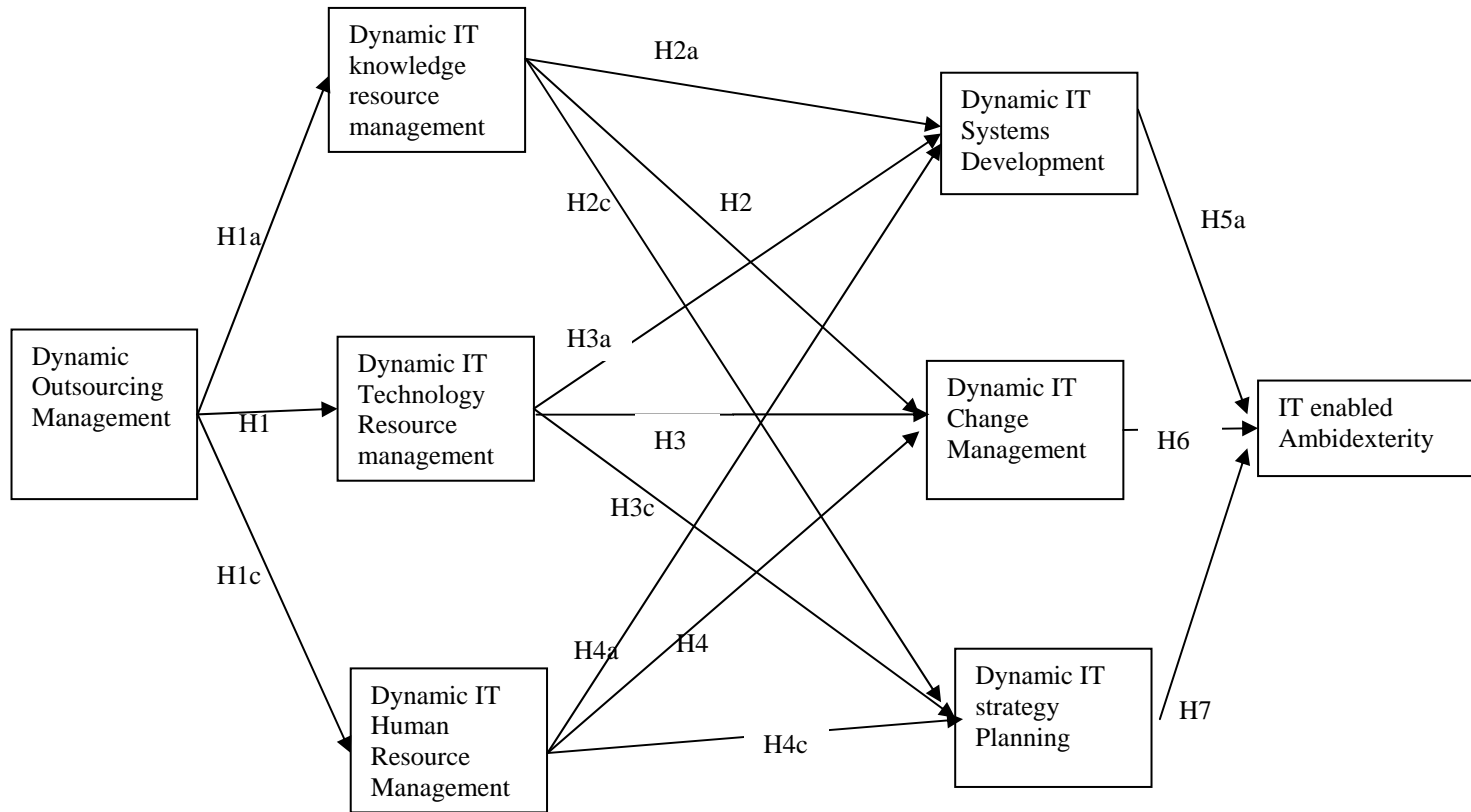 Dynamic IT
knowledge
resource
management
H2a
Dynamic IT
Systems
Development
H2c
H2
H1a
H5a
Dynamic
Outsourcing
Management
H1
Dynamic IT
Technology
Resource
management
H3a
H3
H3c
Dynamic IT
Change
Management
H6
IT enabled
Ambidexterity
H1c
Dynamic IT
Human
Resource
Management
H4a
H4
H4c
Dynamic IT
strategy
Planning
H7